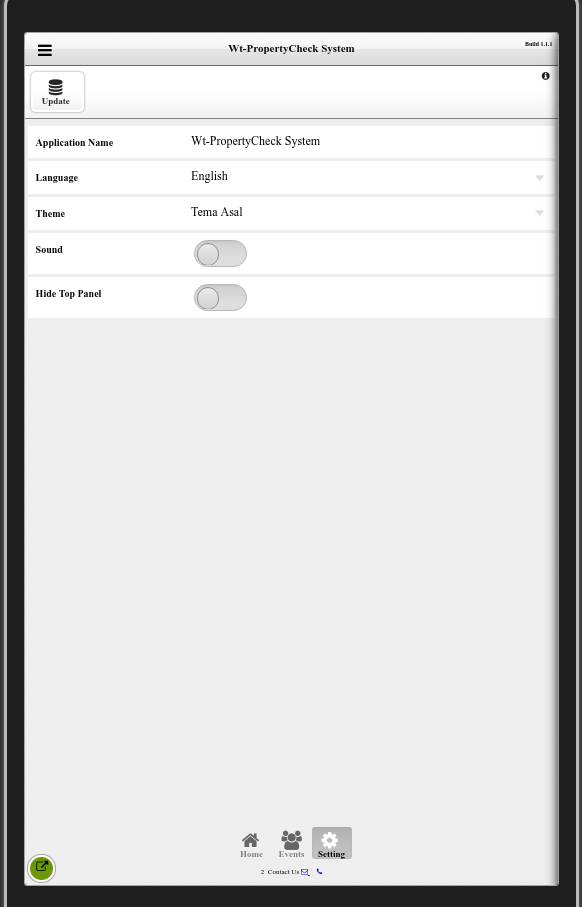 Wt-PropertyCheck System
Build 1.1.1
Update
Application Name Wt-PropertyCheck System
Language English
Theme Tema Asal
Sound
Hide Top Panel
Home Events Setting
2 Contact Us